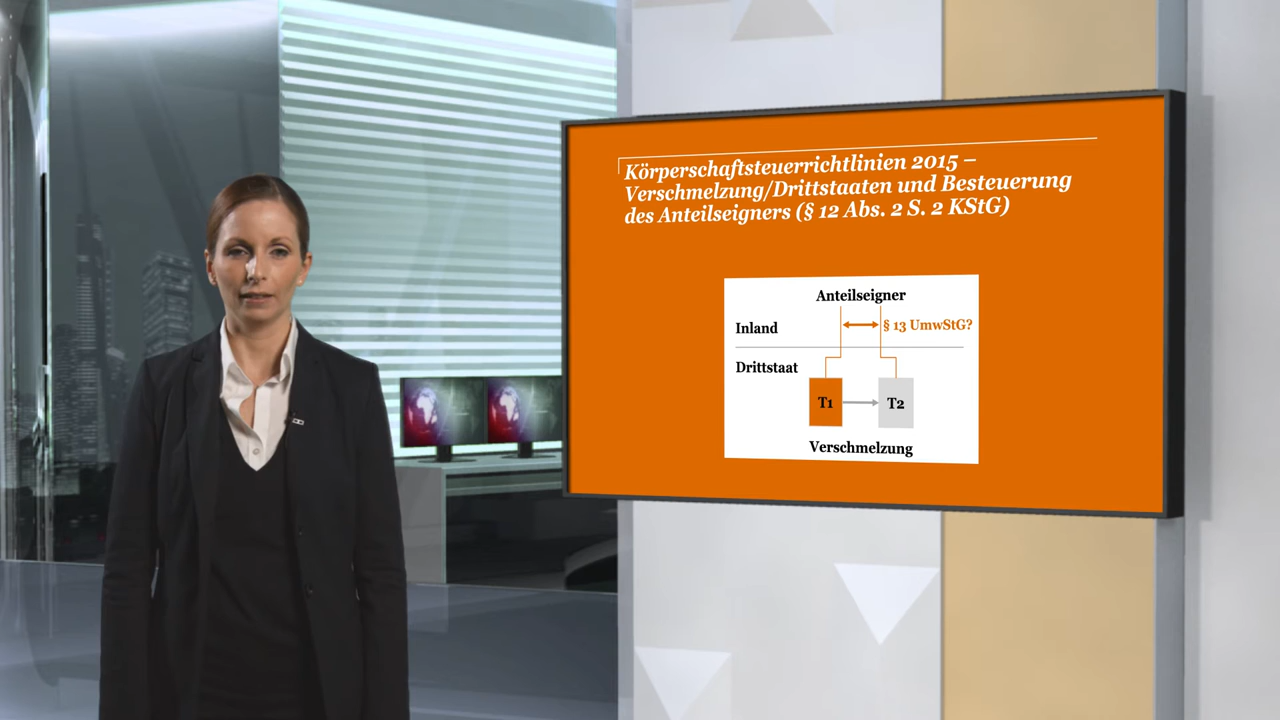 Körperschaftsteuerrichtlinien 2015 –
Verschmelzung/Drittstaaten und Besteuerung
des Anteilseigners (§ 12 Abs. 2 S. 2 KStG)
Anteilseigner
Inland
§ 13 UmwStG?
Drittstaat
T1
T2
Verschmelzung